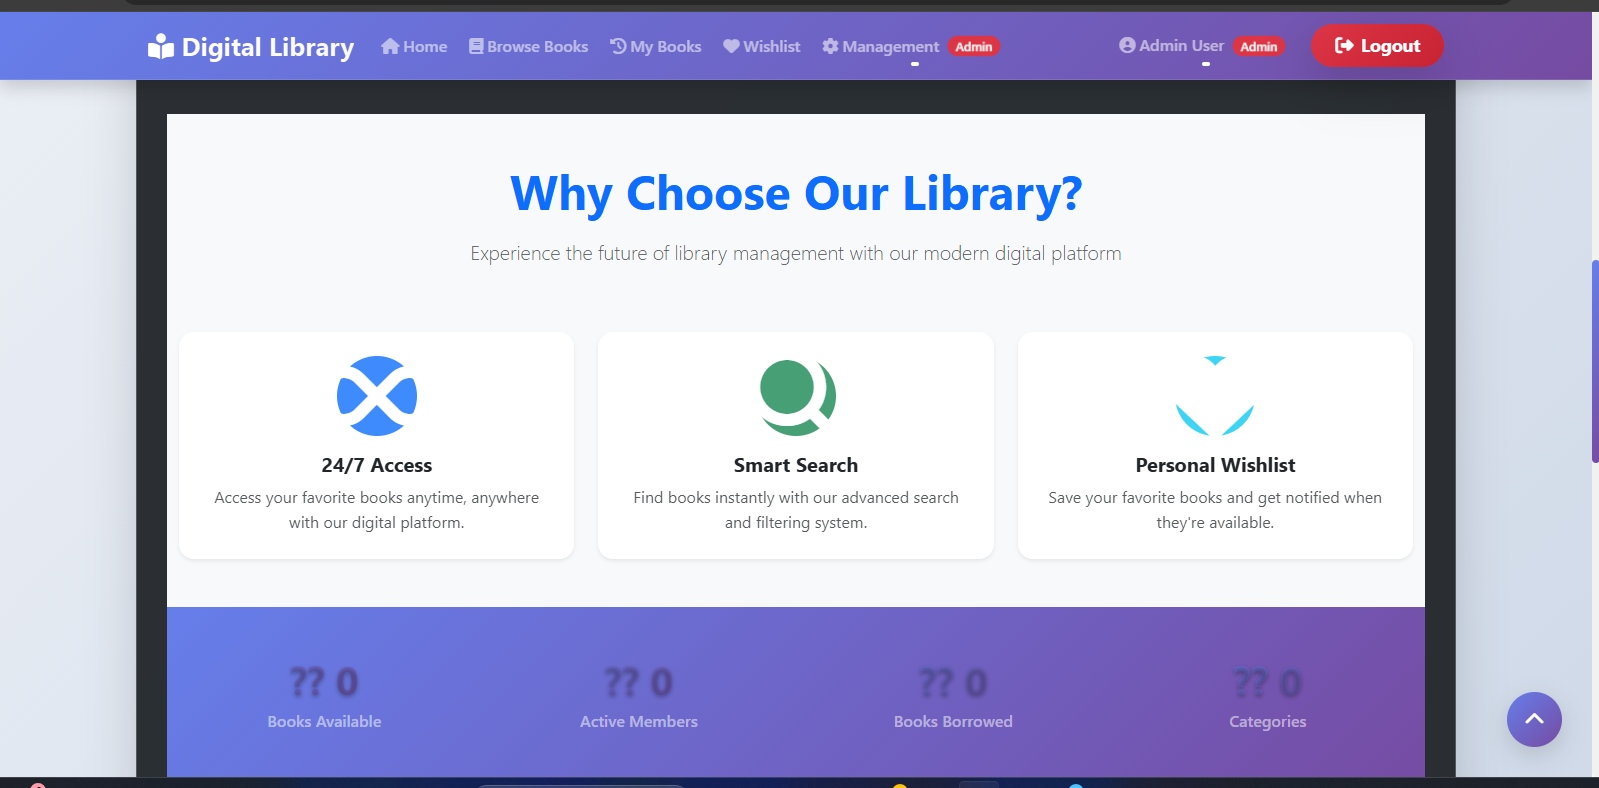 Digital Library Home Browse Books My Books Wishlist Management Admin Admin User Admin Logout
Why Choose Our Library?
Experience the future of library management with our modern digital platform
24/7 Access
Access your favorite books anytime, anywhere
with our digital platform.
Smart Search
Find books instantly with our advanced search
and filtering system.
Personal Wishlist
Save your favorite books and get notified when
they're available.
?? 0 ?? 0 ?? 0 ?? 0
Books Available Active Members Books Borrowed Categories